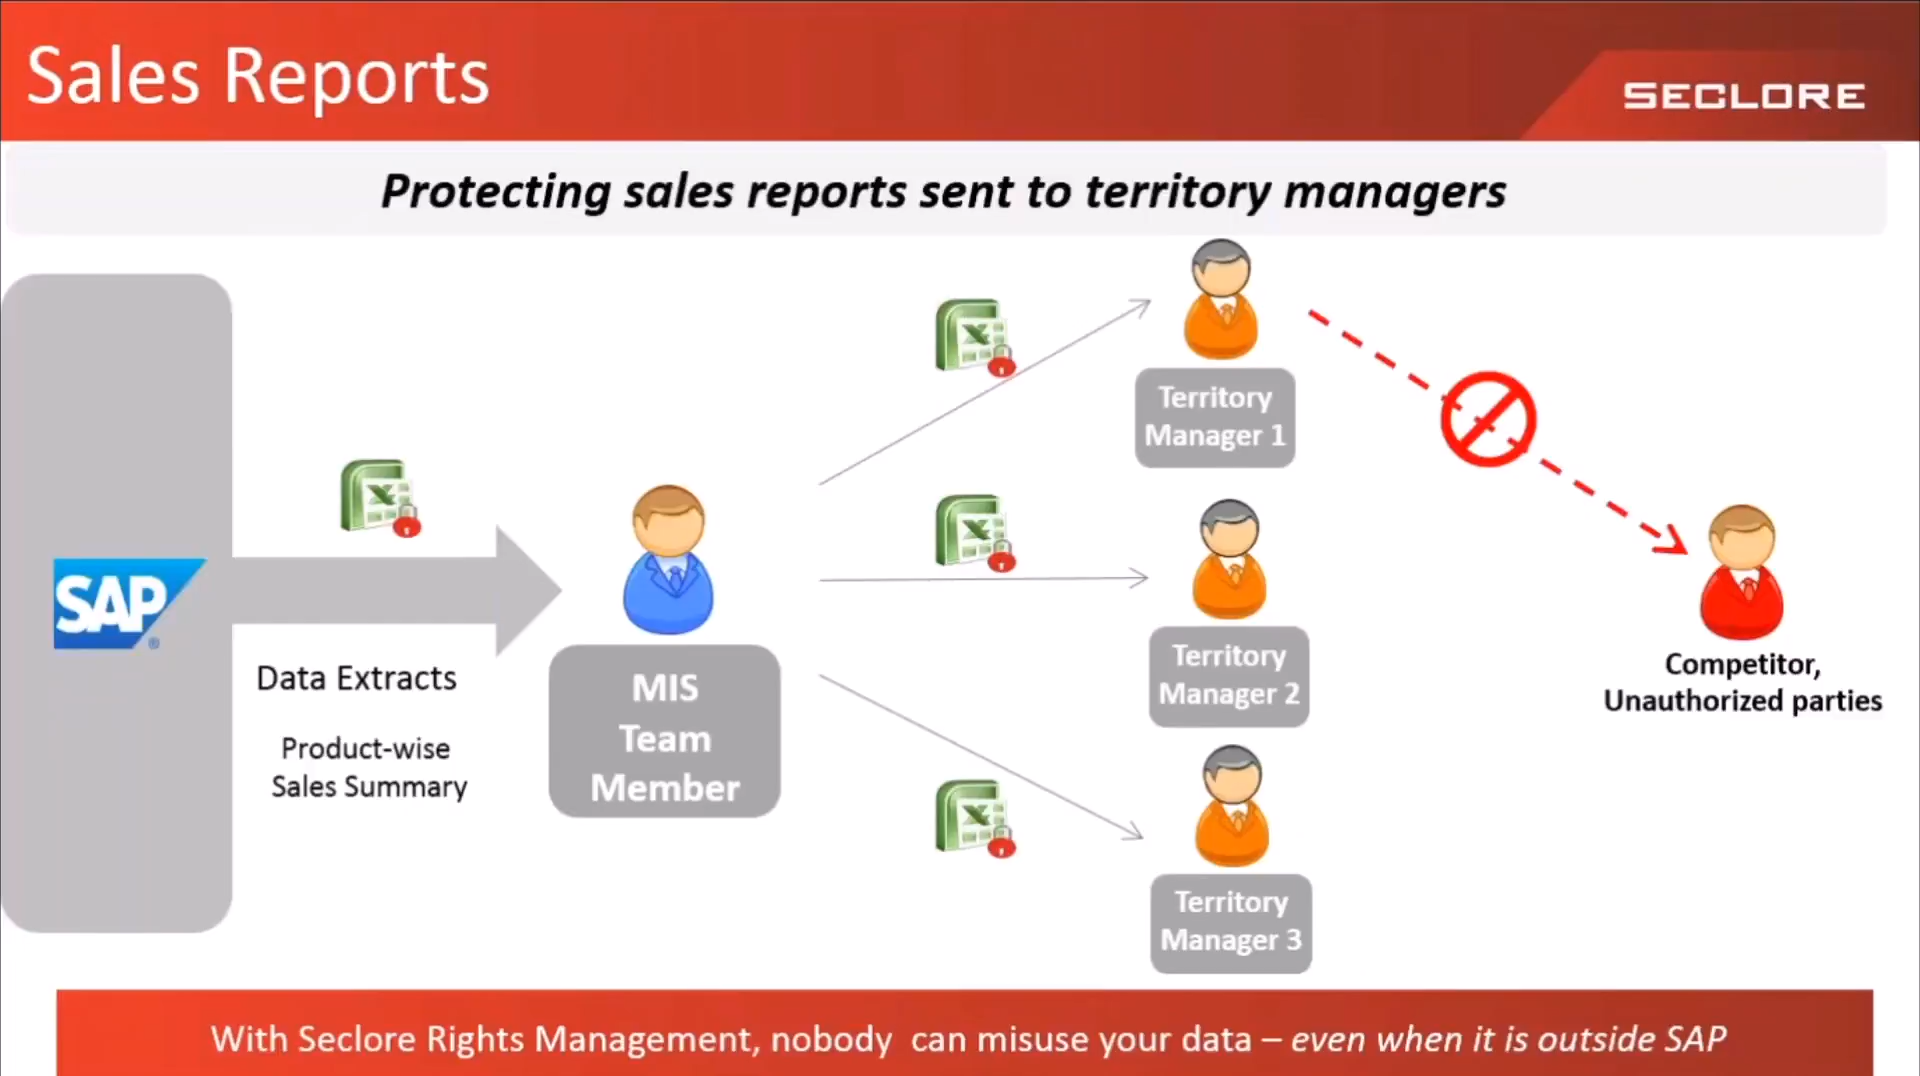 Sales Reports
SECLORE
Protecting sales reports sent to territory managers
Territory
Manager 1
SAP®
Data Extracts
Product-wise
Sales Summary
MIS
Team
Member
Territory
Manager 2
Competitor,
Unauthorized parties
Territory
Manager 3
With Seclore Rights Management, nobody can misuse your data – even when it is outside SAP